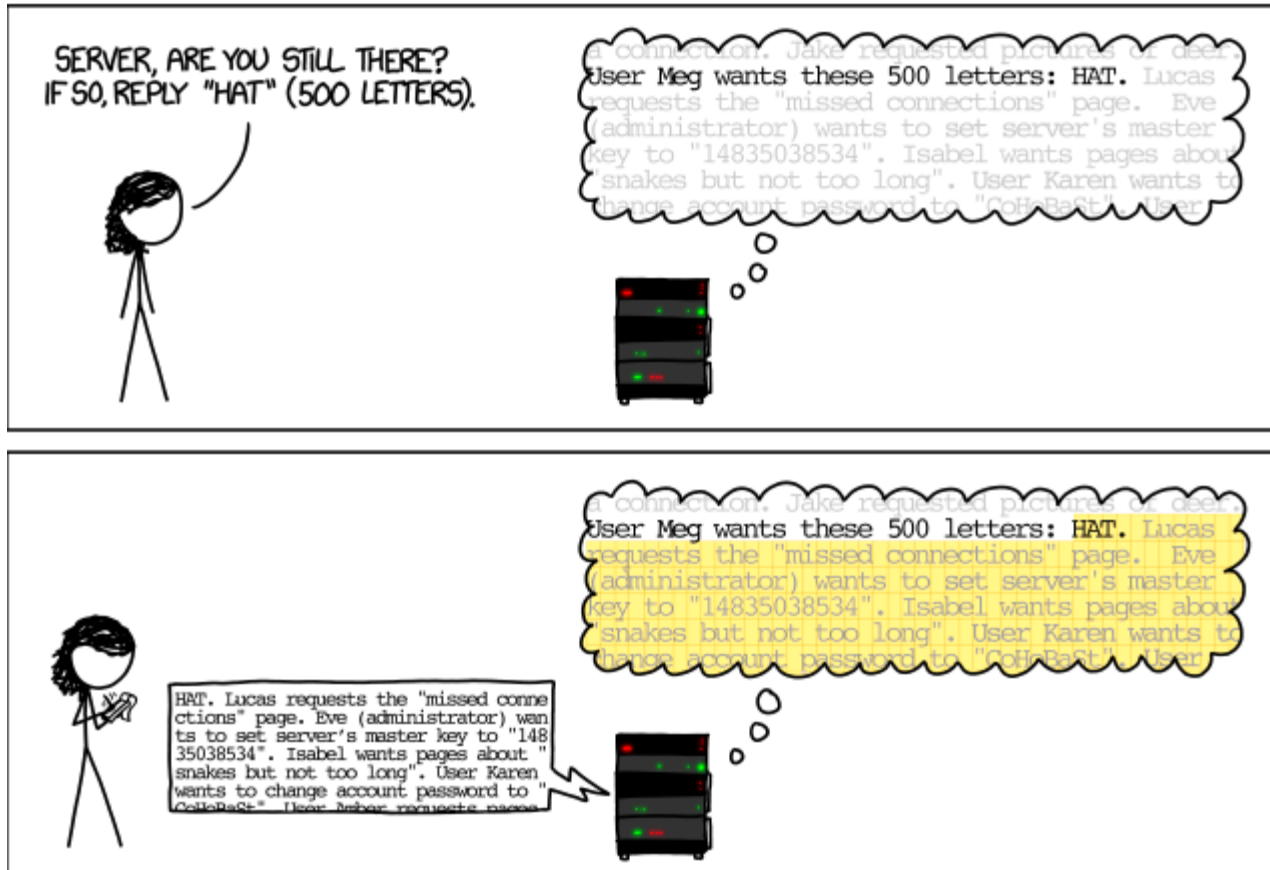 SERVER, ARE YOU STILL THERE?
IF SO, REPLY "HAT" (500 LETTERS).
a connection. Jake requested pictures of deer.
User Meg wants these 500 letters: HAT. Lucas
requests the "missed connections" page. Eve
(administrator) wants to set server's master
key to "14835038534". Isabel wants pages about
"snakes but not too long". User Karen wants to
change account password to "CoHoBaSt". User
a connection. Jake requested pictures of deer.
User Meg wants these 500 letters: HAT. Lucas
requests the "missed connections" page. Eve
(administrator) wants to set server's master
key to "14835038534". Isabel wants pages about
"snakes but not too long". User Karen wants to
change account password to "CoHoBaSt". User
HAT. Lucas requests the "missed conne
ctions" page. Eve (administrator) wan
ts to set server's master key to "148
35038534". Isabel wants pages about "
snakes but not too long". User Karen
wants to change account password to "
CoHoBaSt". User Amber requests pages